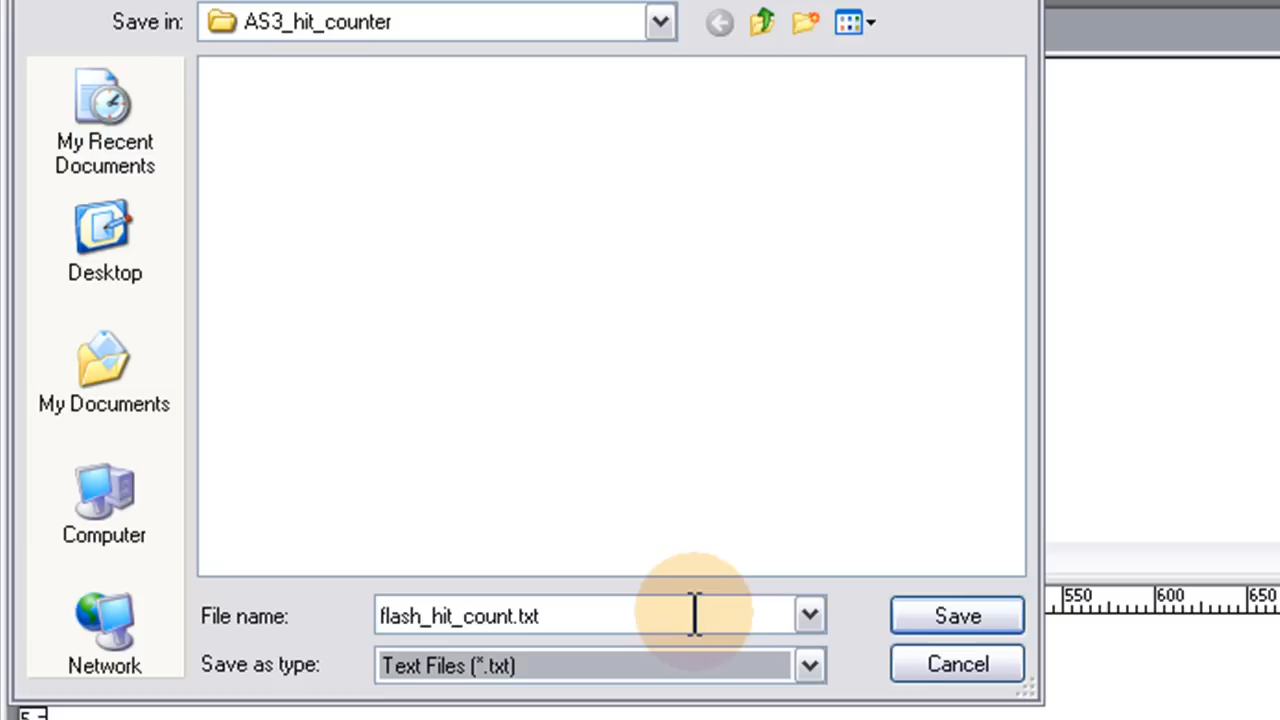 Save in: AS3_hit_counter
My Recent
Documents
Desktop
My Documents
Computer
Network
File name: flash_hit_count.txt Save
Save as type: Text Files (*.txt) Cancel
550 600 650